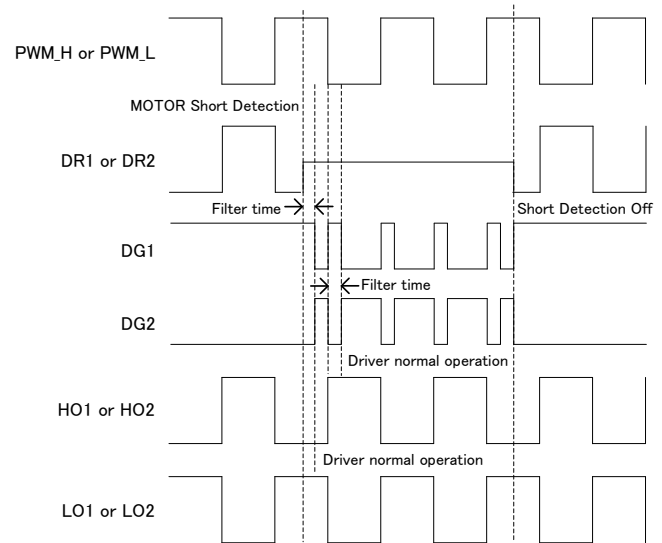 PWM_H or PWM_L
MOTOR Short Detection
DR1 or DR2
Filter time
Short Detection Off
DG1
Filter time
DG2
Driver normal operation
HO1 or HO2
Driver normal operation
LO1 or LO2